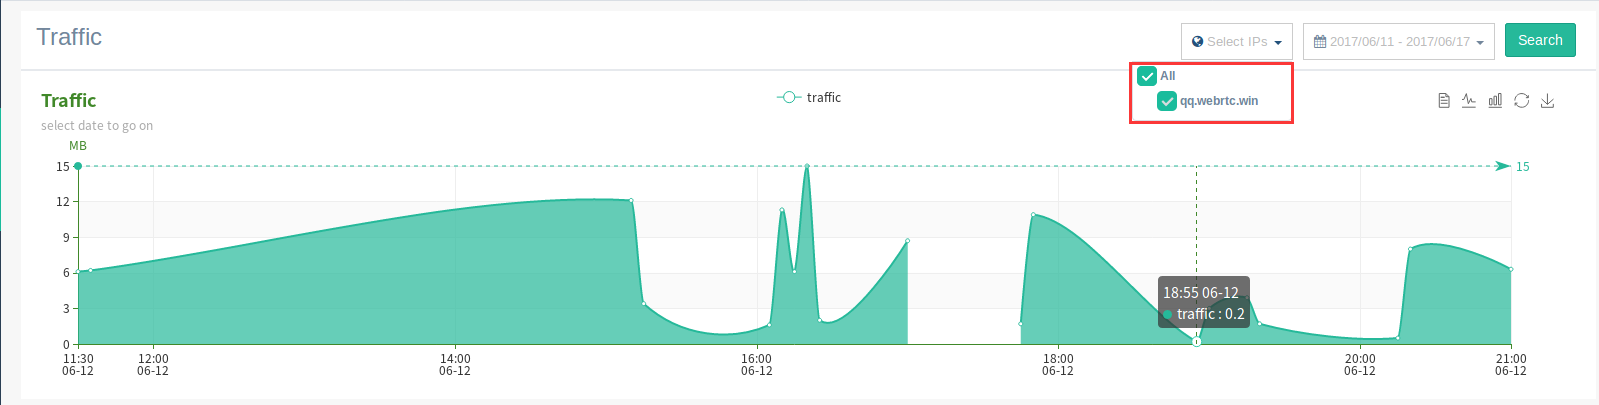 Traffic
Select IPs
2017/06/11 - 2017/06/17
Search
All
qq.webrtc.win
Traffic
select date to go on
traffic
MB
15
15
12
9
6
3
0
18:55 06-12
traffic : 0.2
11:30 12:00 14:00 16:00 18:00 20:00 21:00
06-12 06-12 06-12 06-12 06-12 06-12 06-12